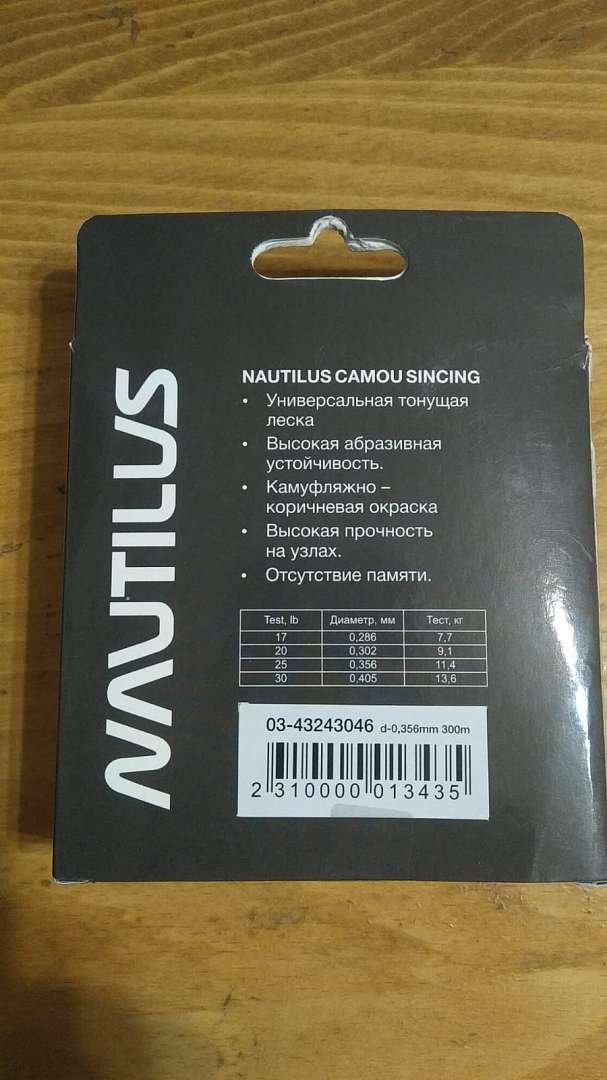 NAUTILUS
NAUTILUS CAMOU SINCING
• Универсальная тонущая
леска
• Высокая абразивная
устойчивость.
• Камуфляжно –
коричневая окраска
• Высокая прочность
на узлах.
• Отсутствие памяти.
Test, lb Диаметр, мм Тест, кг
17 0,286 7,7
20 0,302 9,1
25 0,356 11,4
30 0,405 13,6
03-43243046 d-0,356mm 300m
2 310000 013435